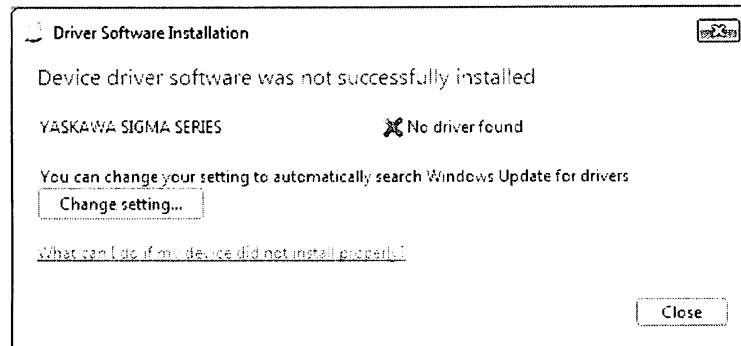 Driver Software Installation
Device driver software was not successfully installed
YASKAWA SIGMA SERIES No driver found
You can change your setting to automatically search Windows Update for drivers
Change setting...
What can I do if my device did not install properly?
Close